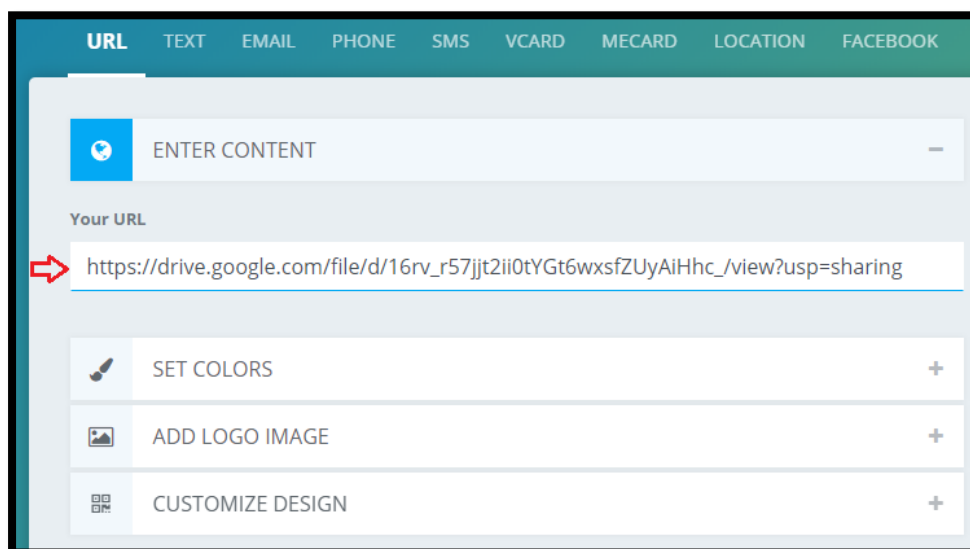 URL TEXT EMAIL PHONE SMS VCARD MECARD LOCATION FACEBOOK
ENTER CONTENT
Your URL
https://drive.google.com/file/d/16rv_r57jjt2ii0tYGt6wxsfZUyAiHhc_/view?usp=sharing
SET COLORS
ADD LOGO IMAGE
CUSTOMIZE DESIGN